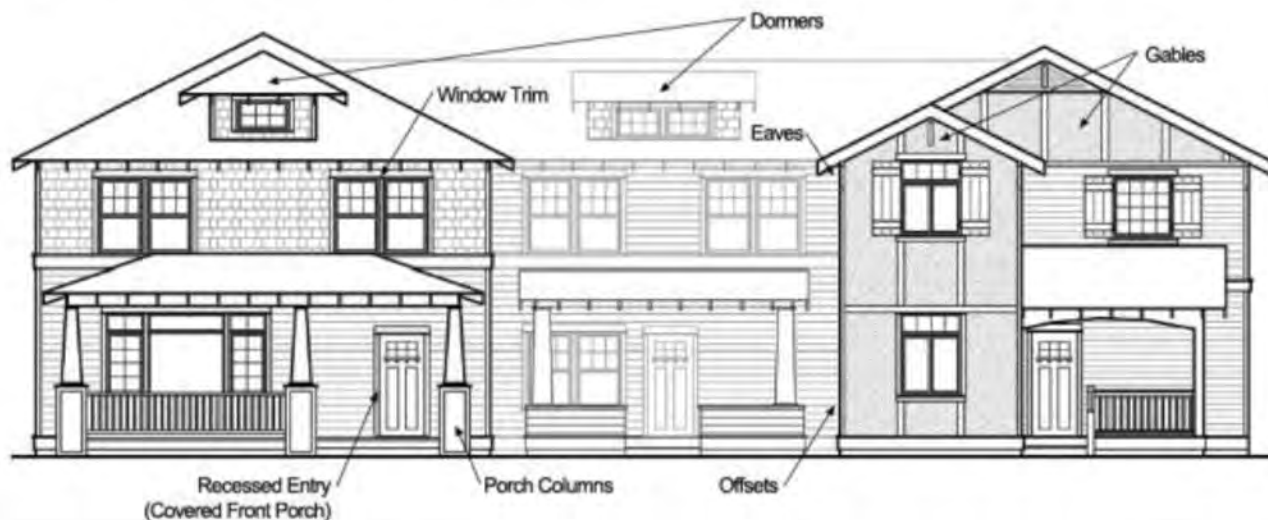 Dormers
Window Trim
Gables
Eaves
Recessed Entry
(Covered Front Porch)
Porch Columns
Offsets